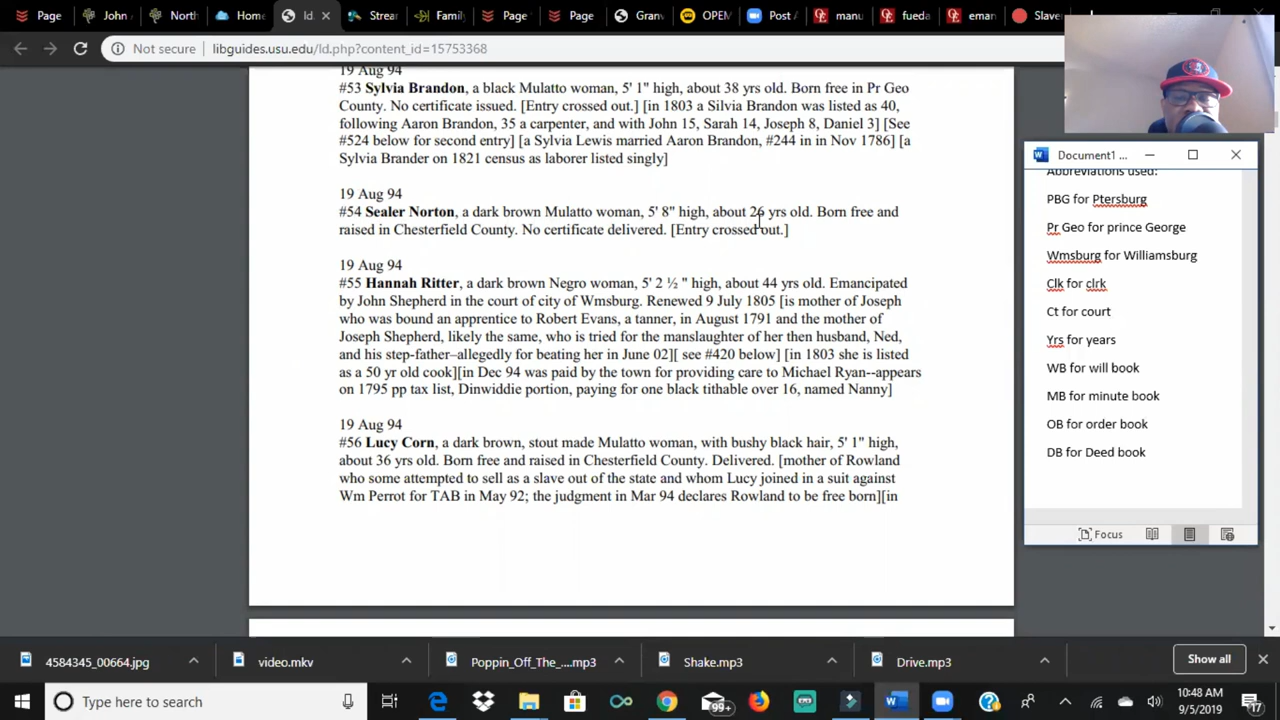 Page
John
North
Home
Id.
Strear
Famil
Page
Page
Gran
OPEM
Post A
manu
fueda
eman
Slave
Not secure
libguides.usu.edu/ld.php?content_id=15753368
19 Aug 94
#53 Sylvia Brandon, a black Mulatto woman, 5' 1" high, about 38 yrs old. Born free in Pr Geo
County. No certificate issued. [Entry crossed out.] [in 1803 a Silvia Brandon was listed as 40,
following Aaron Brandon, 35 a carpenter, and with John 15, Sarah 14, Joseph 8, Daniel 3] [See
#524 below for second entry] [a Sylvia Lewis married Aaron Brandon, #244 in in Nov 1786] [a
Sylvia Brander on 1821 census as laborer listed singly]
19 Aug 94
#54 Sealer Norton, a dark brown Mulatto woman, 5' 8" high, about 26 yrs old. Born free and
raised in Chesterfield County. No certificate delivered. [Entry crossed out.]
19 Aug 94
#55 Hannah Ritter, a dark brown Negro woman, 5' 2 ½ " high, about 44 yrs old. Emancipated
by John Shepherd in the court of city of Wmsburg. Renewed 9 July 1805 [is mother of Joseph
who was bound an apprentice to Robert Evans, a tanner, in August 1791 and the mother of
Joseph Shepherd, likely the same, who is tried for the manslaughter of her then husband, Ned,
and his step-father–allegedly for beating her in June 02][ see #420 below] [in 1803 she is listed
as a 50 yr old cook][in Dec 94 was paid by the town for providing care to Michael Ryan--appears
on 1795 pp tax list, Dinwiddie portion, paying for one black tithable over 16, named Nanny]
19 Aug 94
#56 Lucy Corn, a dark brown, stout made Mulatto woman, with bushy black hair, 5' 1" high,
about 36 yrs old. Born free and raised in Chesterfield County. Delivered. [mother of Rowland
who some attempted to sell as a slave out of the state and whom Lucy joined in a suit against
Wm Perrot for TAB in May 92; the judgment in Mar 94 declares Rowland to be free born][in
Document1 ...
Abbreviations used:
PBG for Ptersburg
Pr Geo for prince George
Wmsburg for Williamsburg
Clk for clrk
Ct for court
Yrs for years
WB for will book
MB for minute book
OB for order book
DB for Deed book
Focus
4584345_00664.jpg
video.mkv
Poppin_Off_The_....mp3
Shake.mp3
Drive.mp3
Show all
Type here to search
99+
10:48 AM
9/5/2019
17